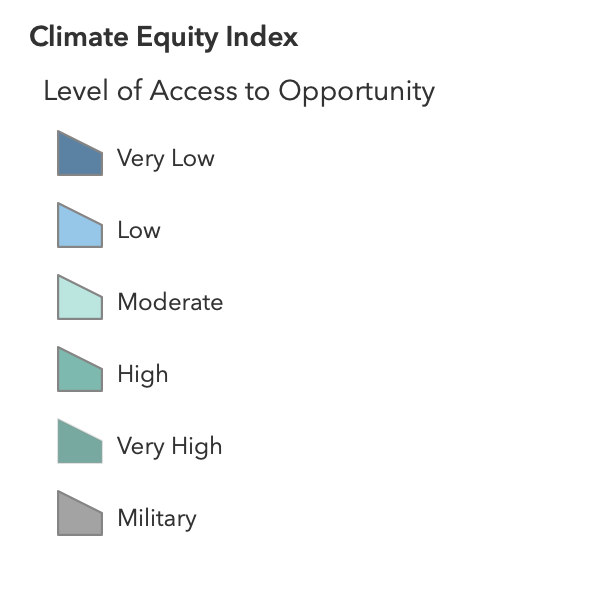 Climate Equity Index
Level of Access to Opportunity
Very Low
Low
Moderate
High
Very High
Military